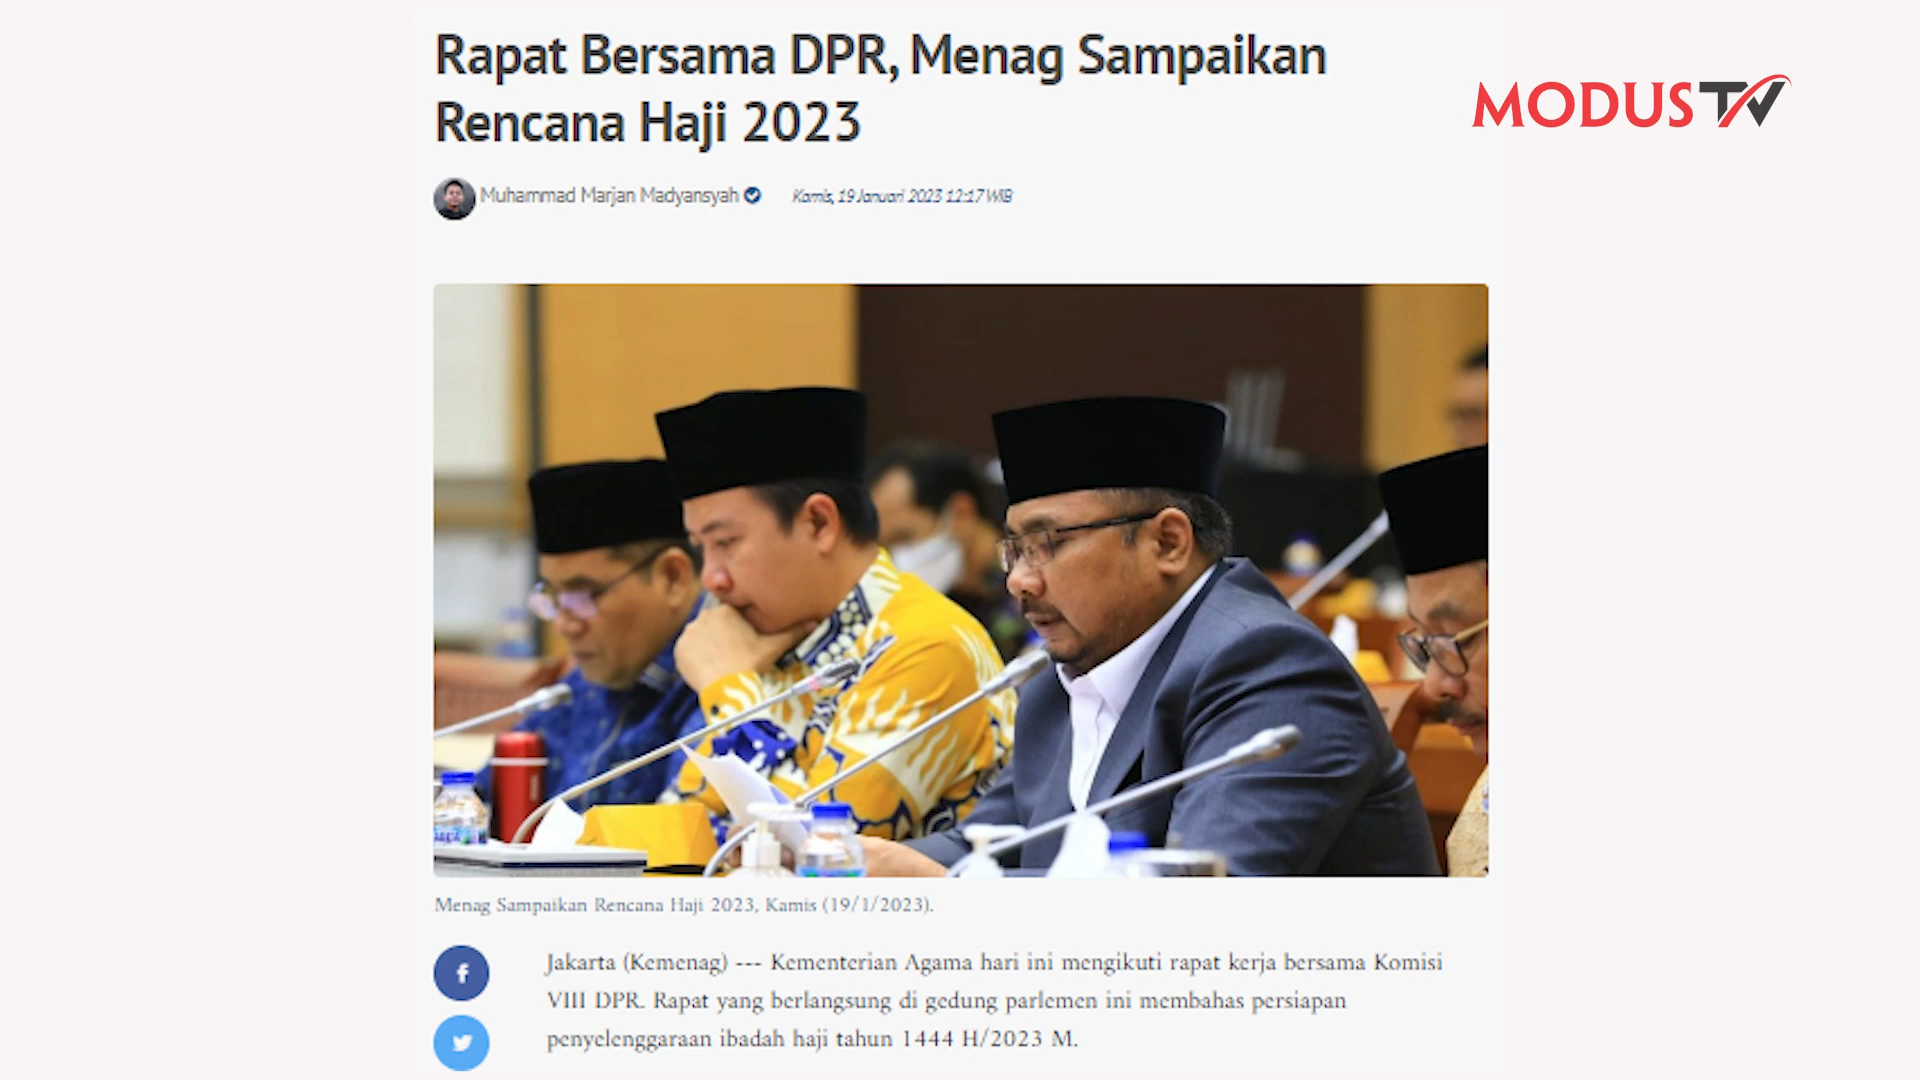 Rapat Bersama DPR, Menag Sampaikan
Rencana Haji 2023
MODUS TV
Muhammad Marjan Madyansyah
Kamis, 19 Januari 2023 12:17 WIB
Menag Sampaikan Rencana Haji 2023, Kamis (19/1/2023).
Jakarta (Kemenag) --- Kementerian Agama hari ini mengikuti rapat kerja bersama Komisi
VIII DPR. Rapat yang berlangsung di gedung parlemen ini membahas persiapan
penyelenggaraan ibadah haji tahun 1444 H/2023 M.